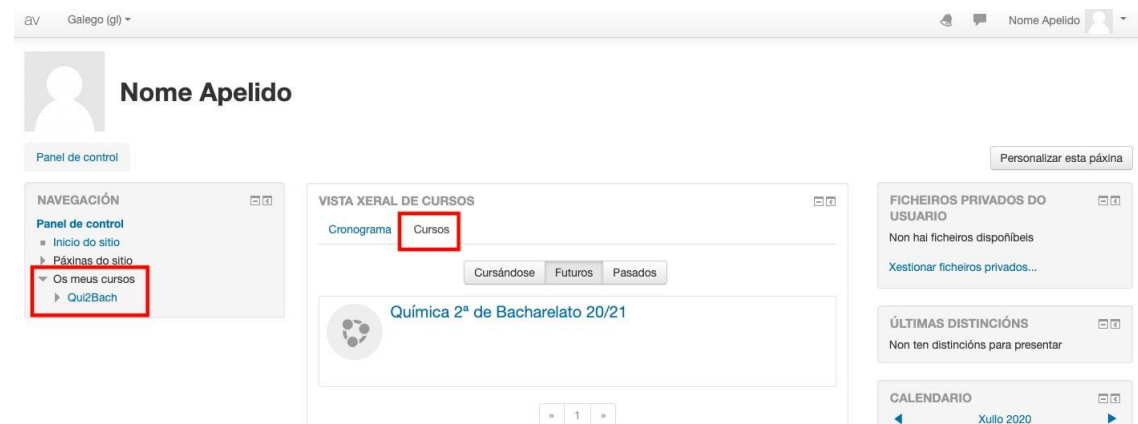 av Galego (gl) Nome Apelido
Nome Apelido
Panel de control
Personalizar esta páxina
NAVEGACIÓN
Panel de control
Inicio do sitio
Páxinas do sitio
Os meus cursos
Qui2Bach
VISTA XERAL DE CURSOS
Cronograma Cursos
Cursándose Futuros Pasados
Química 2ª de Bacharelato 20/21
« 1 »
FICHEIROS PRIVADOS DO
USUARIO
Non hai ficheiros dispoñíbeis
Xestionar ficheiros privados...
ÚLTIMAS DISTINCIÓNS
Non ten distincións para presentar
CALENDARIO
Xullo 2020